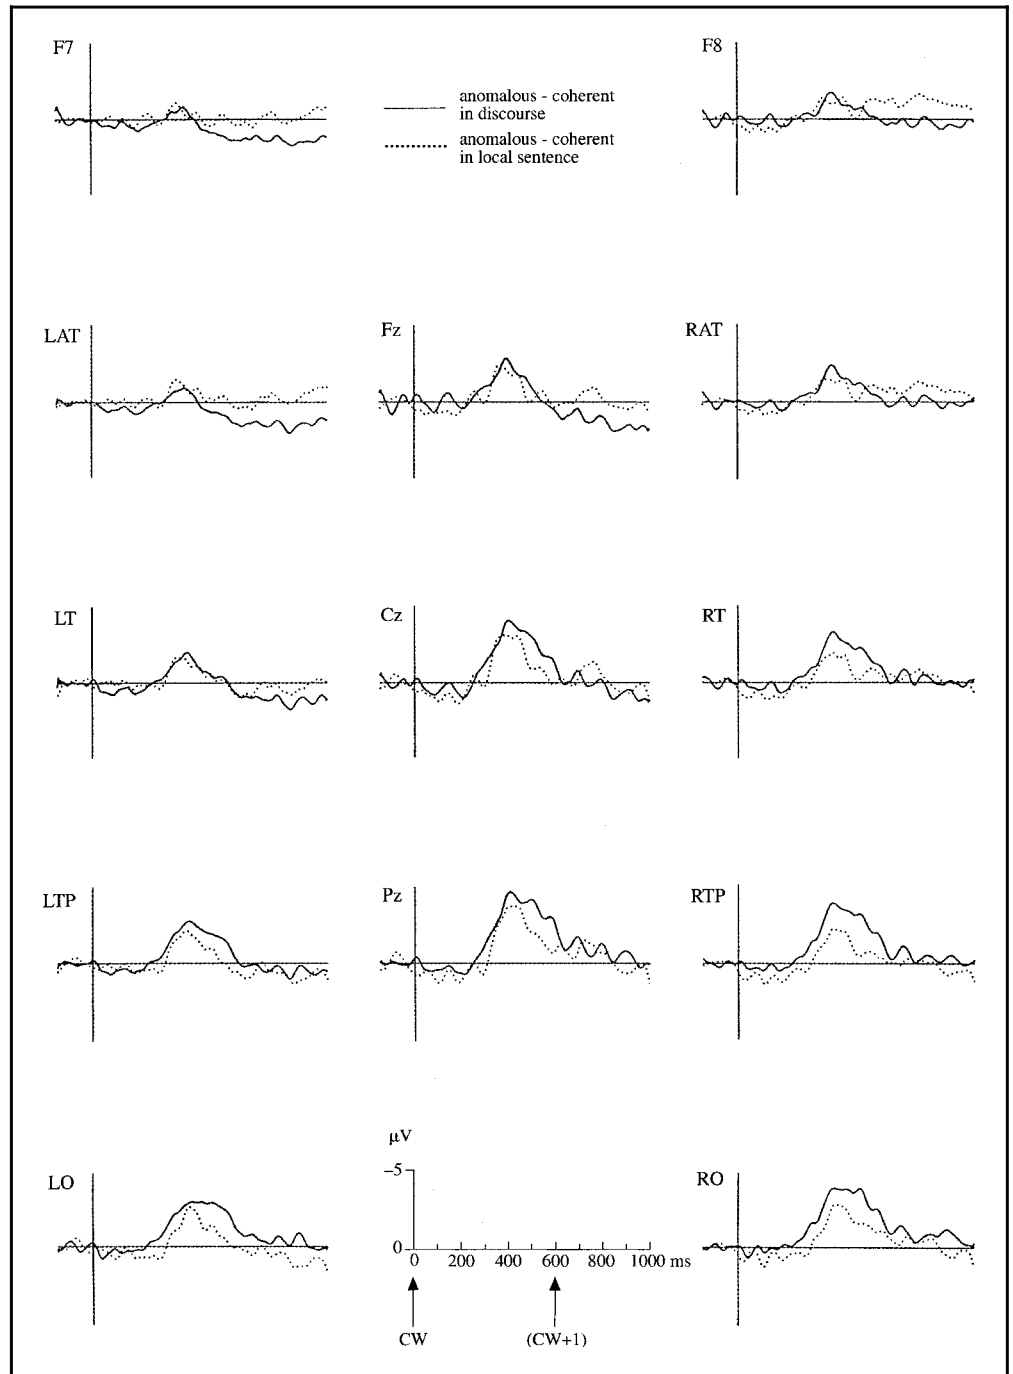 F7
F8
anomalous - coherent
in discourse
anomalous - coherent
in local sentence
LAT
Fz
RAT
LT
Cz
RT
LTP
Pz
RTP
LO
µV
RO
–5
0
0 200 400 600 800 1000 ms
CW (CW+1)